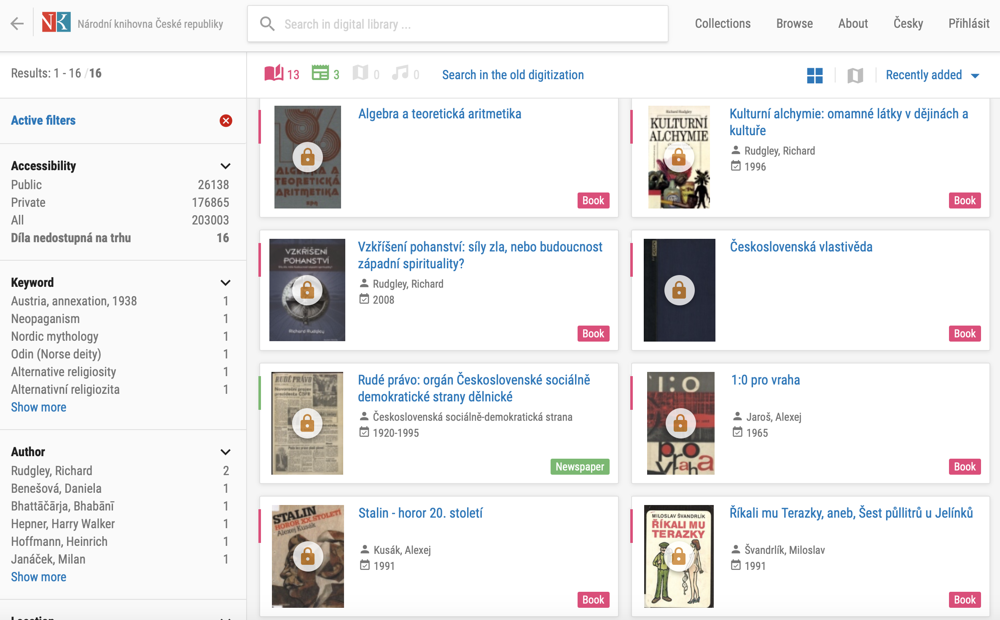 Národní knihovna České republiky
Search in digital library ...
Collections
Browse
About
Česky
Přihlásit
Results: 1 - 16 /16
13
3
0
0
Search in the old digitization
Recently added
Active filters
Accessibility
Public 26138
Private 176865
All 203003
Díla nedostupná na trhu 16
Keyword
Austria, annexation, 1938 1
Neopaganism 1
Nordic mythology 1
Odin (Norse deity) 1
Alternative religiosity 1
Alternativní religiozita 1
Show more
Author
Rudgley, Richard 2
Benešová, Daniela 1
Bhattāčārja, Bhabānī 1
Hepner, Harry Walker 1
Hoffmann, Heinrich 1
Janáček, Milan 1
Show more
Location
ALGEBRA A
TEORETICKÁ
ARITMETIKA
Algebra a teoretická aritmetika
Book
Richard Rudgley
KULTURNÍ
ALCHYMIE
Kulturní alchymie: omamné látky v dějinách a
kultuře
Rudgley, Richard
1996
Book
VZKŘÍŠENÍ
POHANSTVÍ
Richard Rudgley
Vzkříšení pohanství: síly zla, nebo budoucnost
západní spirituality?
Rudgley, Richard
2008
Book
Československá vlastivěda
Book
RUDÉ PRÁVO
Novoroční projev
prezidenta ČSFR
Rudé právo: orgán Československé sociálně
demokratické strany dělnické
Československá sociálně-demokratická strana
1920-1995
Newspaper
1:0
pro
vraha
1:0 pro vraha
Jaroš, Alexej
1965
Book
STALIN
HOROR XX. STOLETÍ
Alexej Kusák
Stalin - horor 20. století
Kusák, Alexej
1991
Book
MILOSLAV ŠVANDRLÍK
ŘÍKALI MU
TERAZKY
Říkali mu Terazky, aneb, Šest půllitrů u Jelínků
Švandrlík, Miloslav
1991
Book